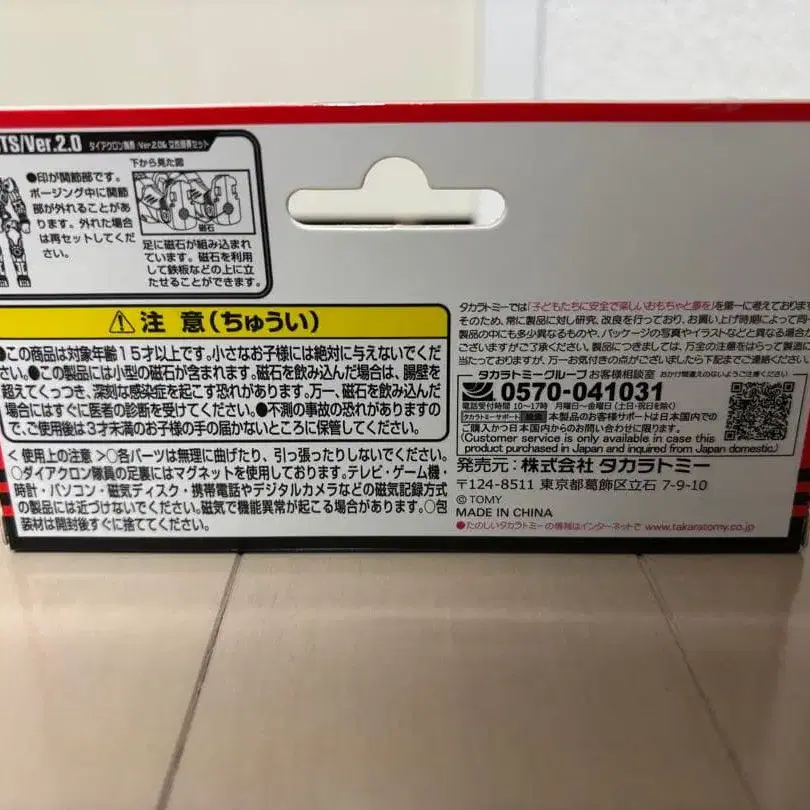 TS/Ver.2.0 ダイアクロン隊員
下から見た図
●印が関節部です。
ポージング中に関節
部が外れることがあ
ります。外れた場合
は再セットしてくだ
さい。
磁石
足に磁石が組み込まれ
ています。磁石を利用
して鉄板などの上に立
たせることができます。
⚠注 意(ちゅうい)
●この商品は対象年齢15才以上です。小さなお子様には絶対に与えないでくだ
さい。●この製品には小型の磁石が含まれます。磁石を飲み込んだ場合は、腸壁を
超えてくっつき、深刻な感染症を起こす恐れがあります。万一、磁石を飲み込んだ
場合にはすぐに医者の診断を受けてください。●不測の事故の恐れがありますの
で、ご使用後は3才未満のお子様の手の届かないところに保管してください。
<使用上の注意>○各パーツは無理に曲げたり、引っ張ったりしないでください。
○ダイアクロン隊員の足裏にはマグネットを使用しております。テレビ・ゲーム機・
時計・パソコン・磁気ディスク・携帯電話やデジタルカメラなどの磁気記録方式
の製品には近づけないでください。磁気で機能異常が起こる場合があります。○包
装材は開封後すぐに捨ててください。
タカラトミーでは「子どもたちに安全で楽しいおもちゃと夢を」を第一に考えておりま
そのため、常に製品に対し研究、改良を行っており、お買い上げ時期によって同一
製品の中にも多少異なるものや、パッケージの写真やイラストなどと異なる場合が
ございますがご了承ください。製品につきましては、万全の注意をはらって製造に
当たっておりますが、万一お気付きの点がございましたら下記までご連絡ください。
タカラトミーグループ お客様相談室 おかけ間違えのないようご注意ください
0570-041031
電話受付時間 10～17時 月曜日～金曜日(土・日・祝日を除く)
タカラトミーサポート 検索 本製品のお客様サポートは日本国内での
ご購入かつ日本国内からのお問い合わせに限ります。
(Customer service is only available in case this
product purchased in Japan and inquired from Japan domestic.)
発売元:株式会社 タカラトミー
〒124-8511 東京都葛飾区立石 7-9-10
© TOMY
MADE IN CHINA
●たのしいタカラトミーの情報はインターネットで www.takaratomy.co.jp